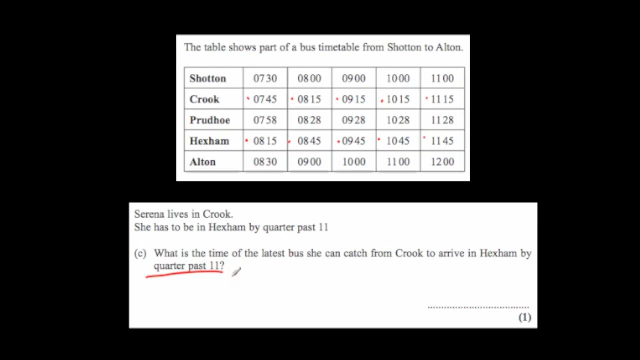 The table shows part of a bus timetable from Shotton to Alton.
Shotton 0730 0800 0900 1000 1100
Crook 0745 0815 0915 1015 1115
Prudhoe 0758 0828 0928 1028 1128
Hexham 0815 0845 0945 1045 1145
Alton 0830 0900 1000 1100 1200
Serena lives in Crook.
She has to be in Hexham by quarter past 11
(c) What is the time of the latest bus she can catch from Crook to arrive in Hexham by
quarter past 11?
(1)